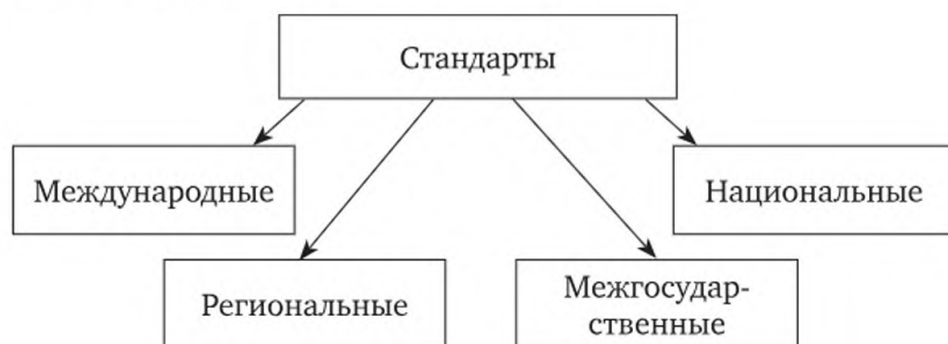 Стандарты
Международные
Национальные
Региональные
Межгосудар-
ственные